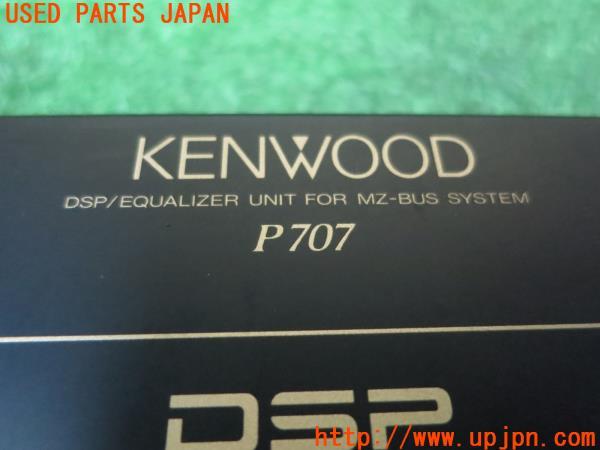 USED PARTS JAPAN
KENWOOD
DSP/EQUALIZER UNIT FOR MZ-BUS SYSTEM
P707
DSP
http://www.upjpn.com/